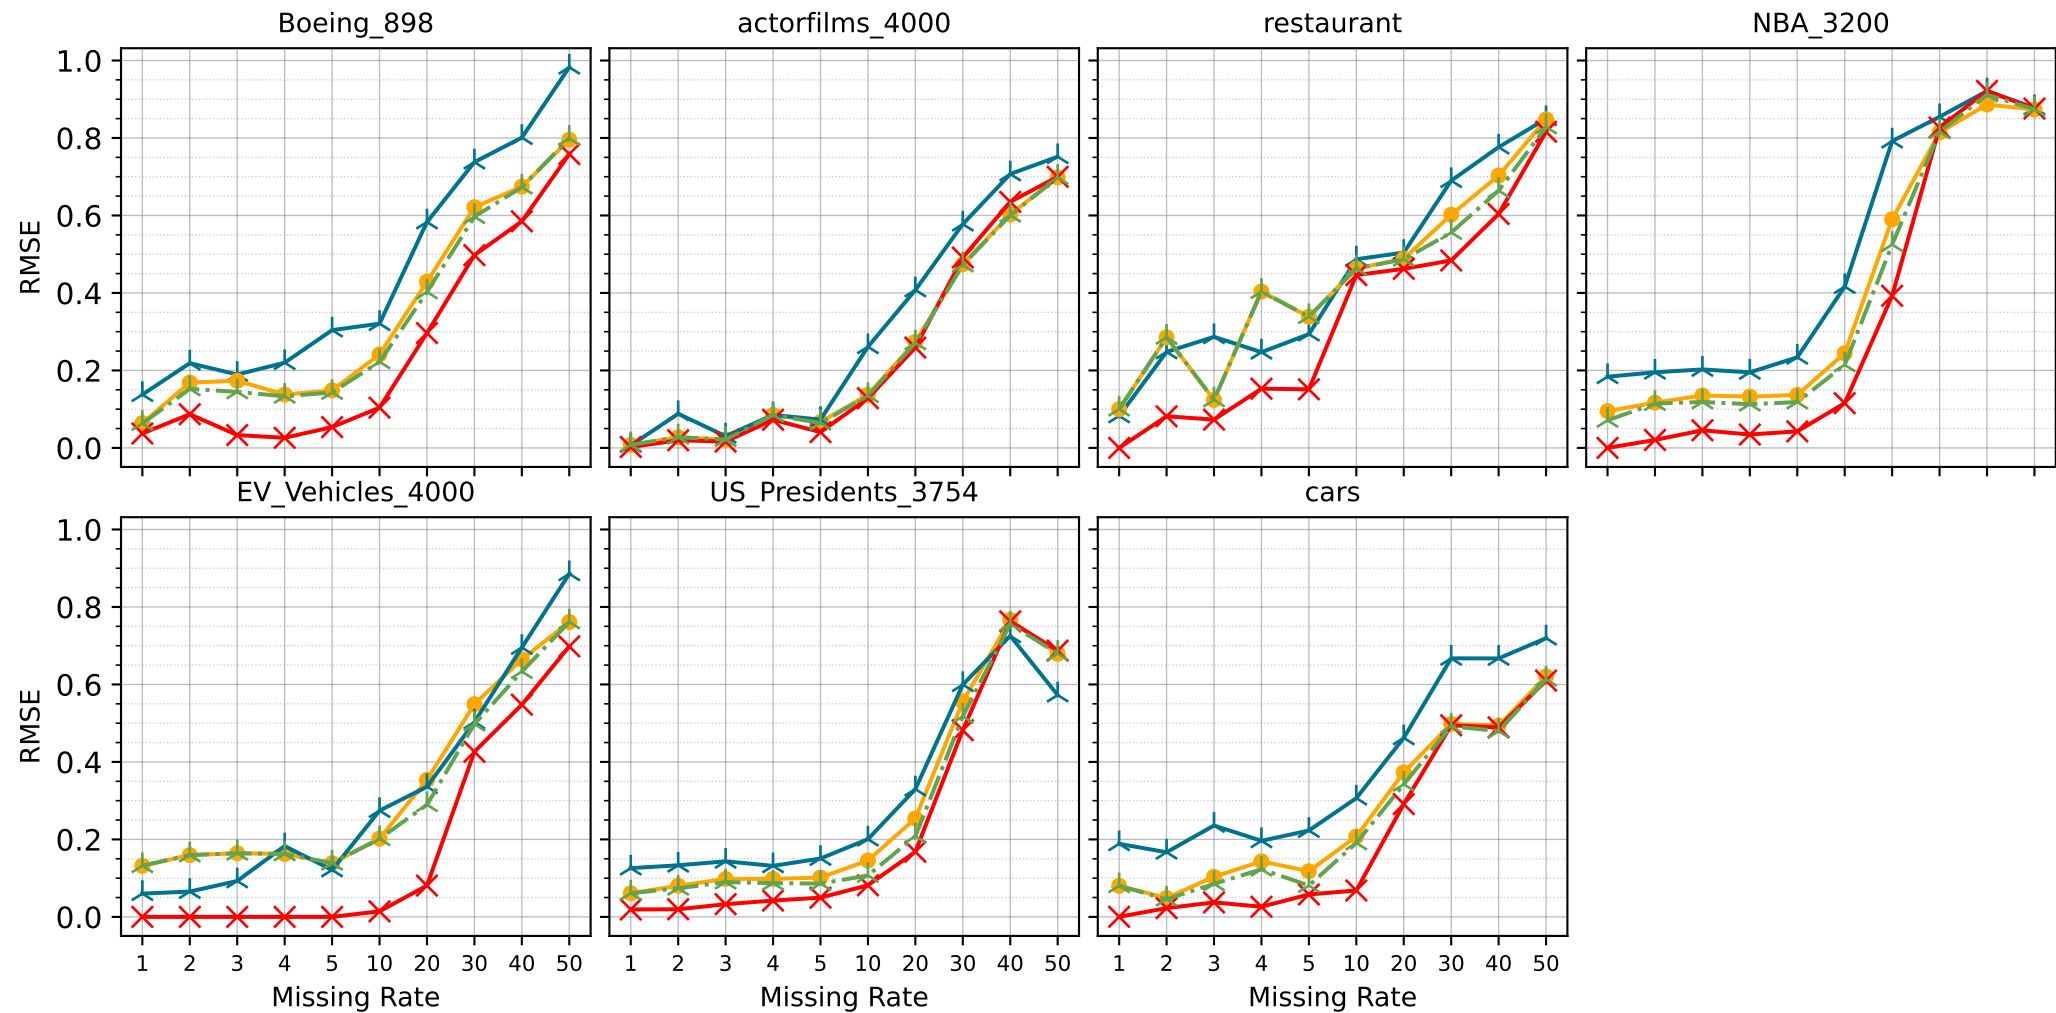 Boeing_898 actorfilms_4000 restaurant NBA_3200
1.0
0.8
0.6
0.4
0.2
0.0
RMSE
EV_Vehicles_4000 US_Presidents_3754 cars
1.0
0.8
0.6
0.4
0.2
0.0
RMSE
1 2 3 4 5 10 20 30 40 50 1 2 3 4 5 10 20 30 40 50 1 2 3 4 5 10 20 30 40 50
Missing Rate Missing Rate Missing Rate